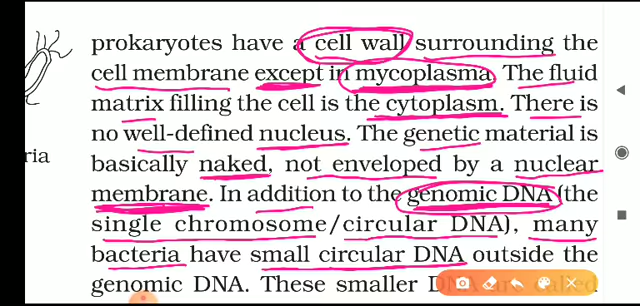 prokaryotes have a cell wall surrounding the
cell membrane except in mycoplasma. The fluid
matrix filling the cell is the cytoplasm. There is
no well-defined nucleus. The genetic material is
ria
basically naked, not enveloped by a nuclear
membrane. In addition to the genomic DNA (the
single chromosome/circular DNA), many
bacteria have small circular DNA outside the
genomic DNA. These smaller DNA are called